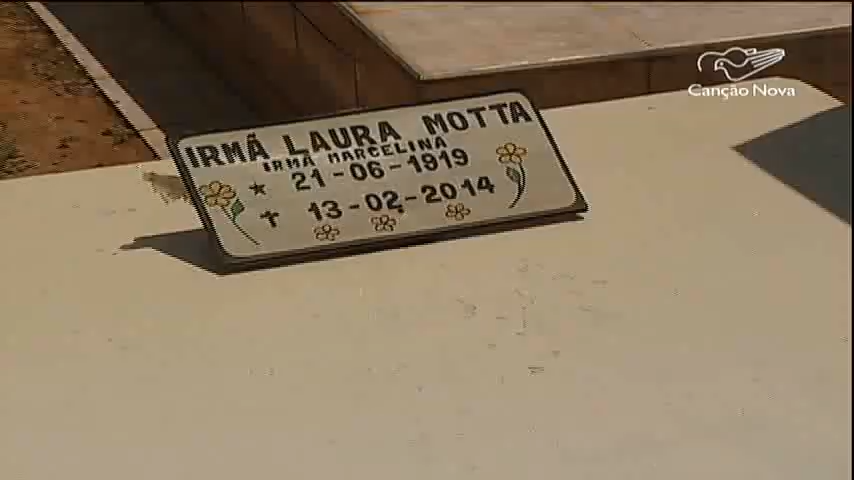 Canção Nova
IRMÃ LAURA MOTTA
IRMÃ MARCELINA
21-06-1919
13-02-2014